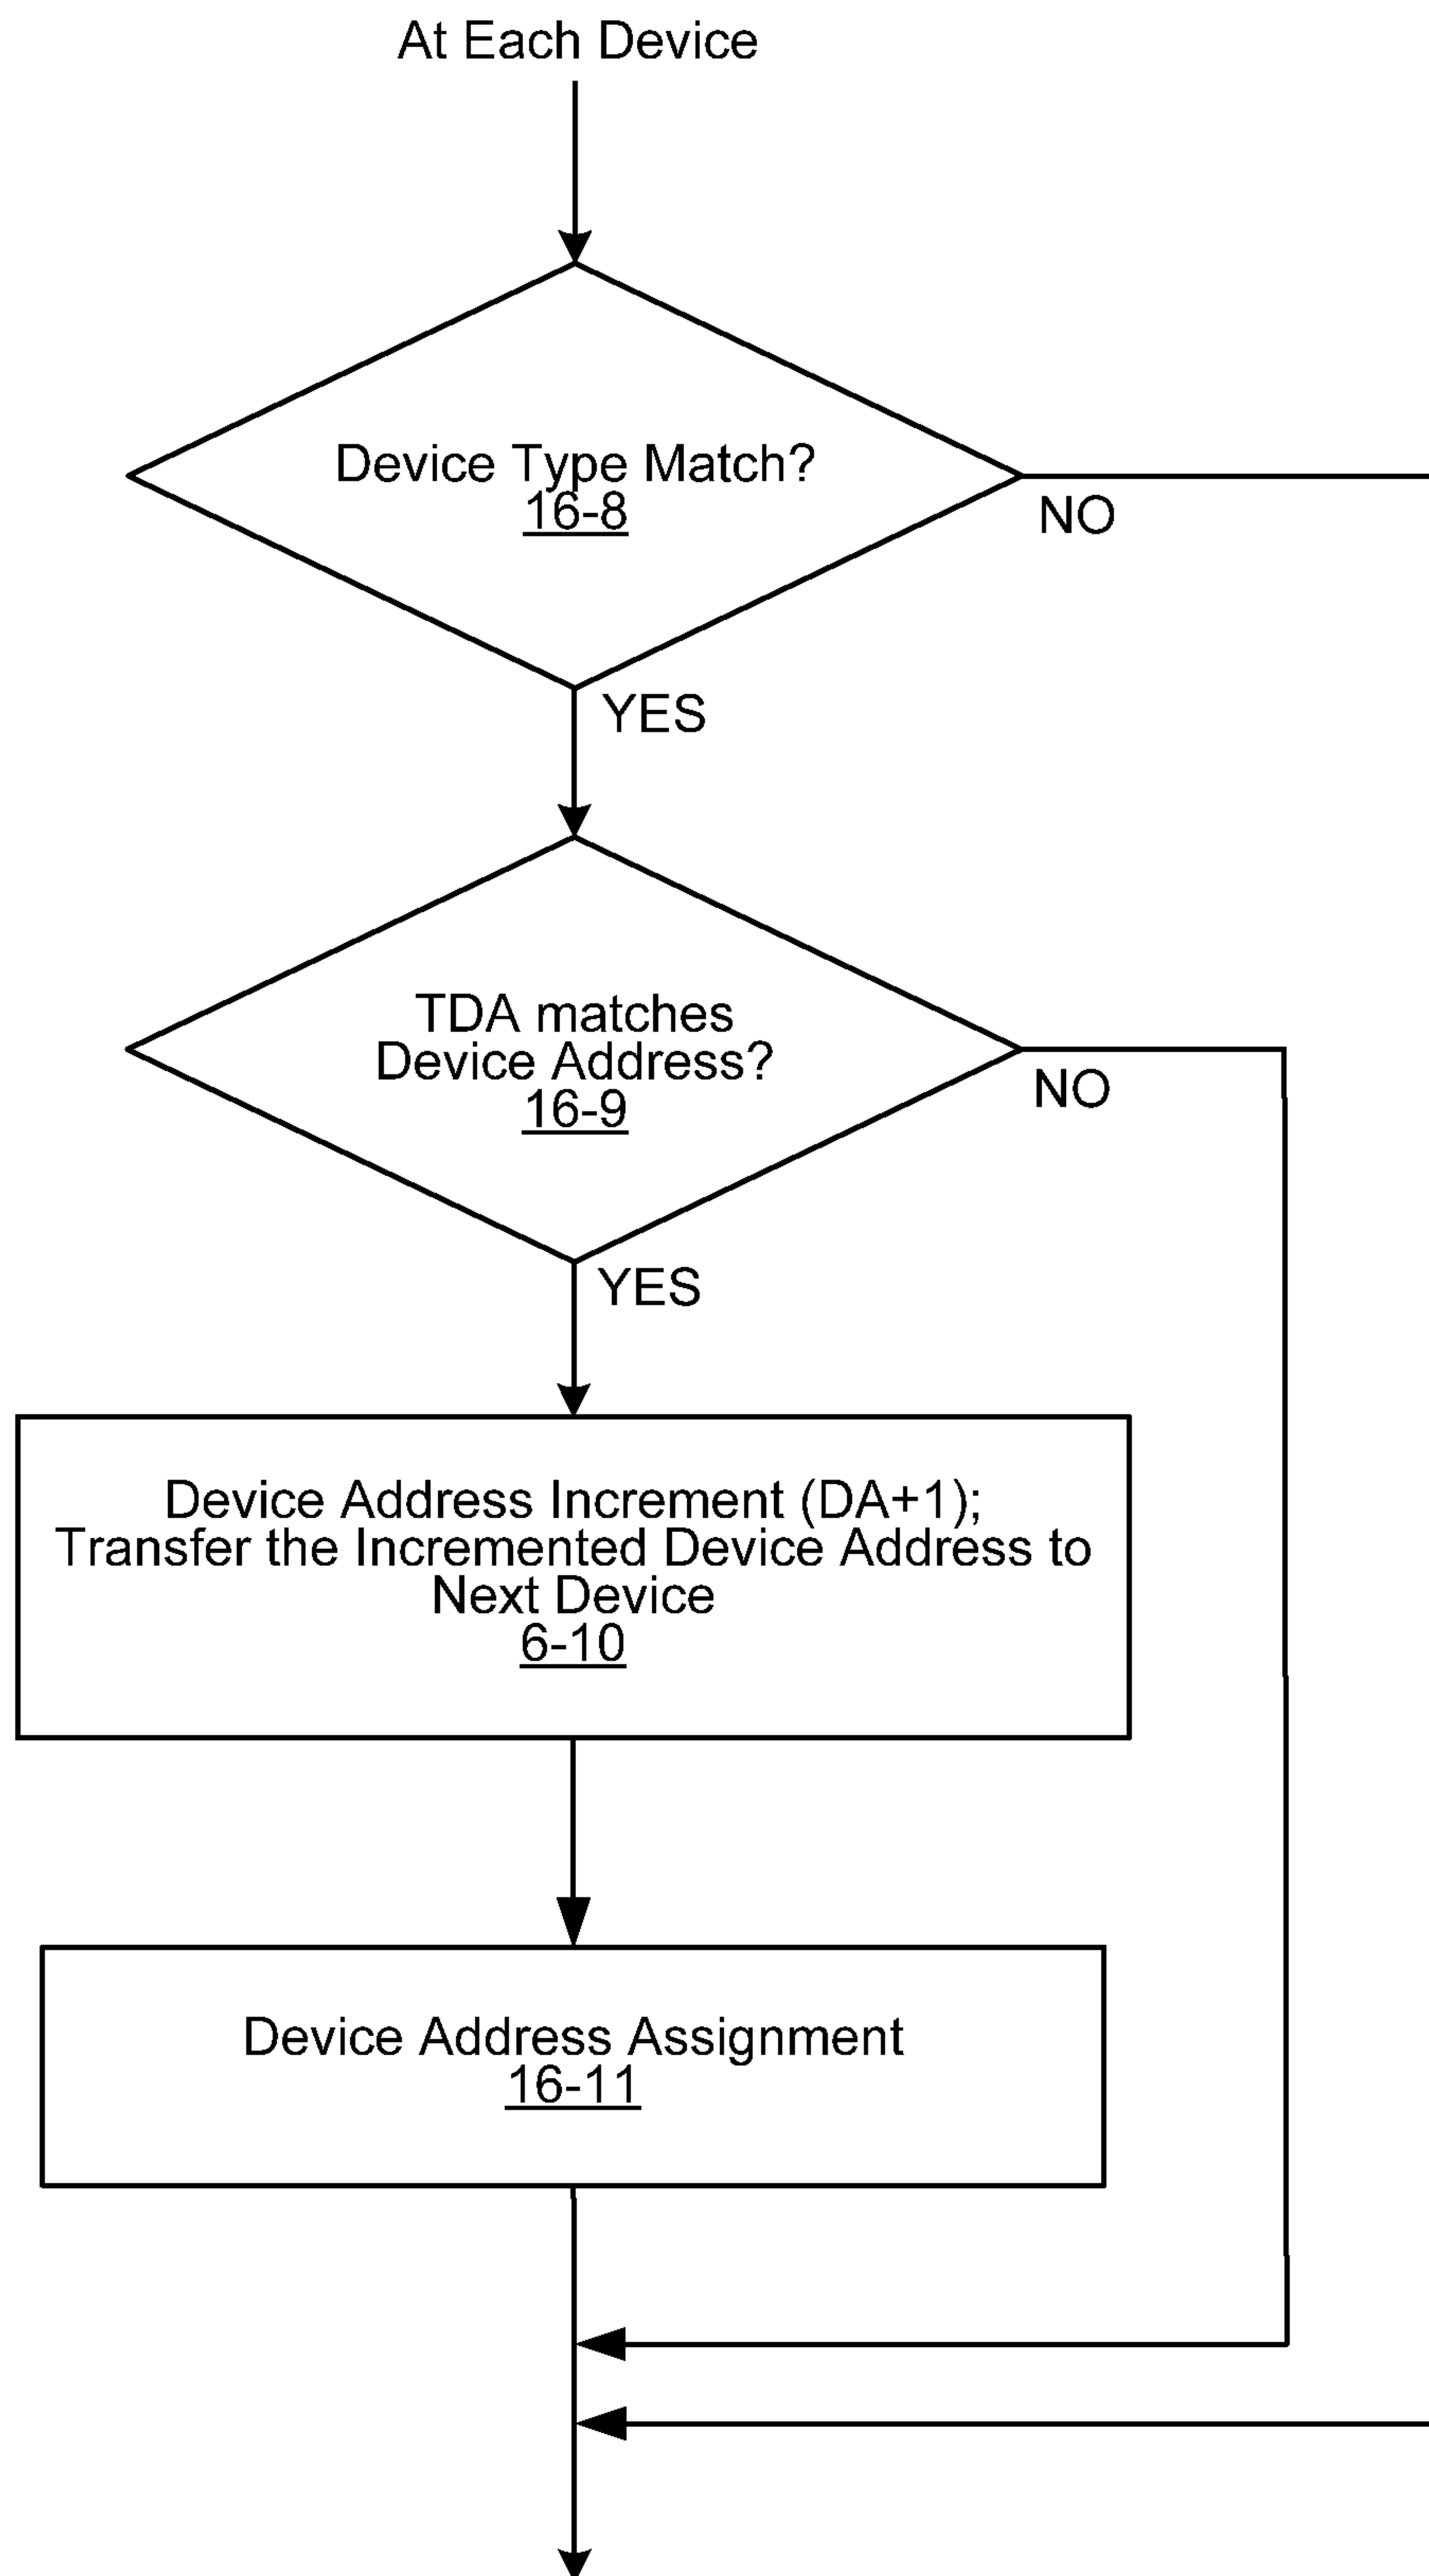 At Each Device
Device Type Match?
16-8
NO
YES
TDA matches
Device Address?
16-9
NO
YES
Device Address Increment (DA+1);
Transfer the Incremented Device Address to
Next Device
6-10
Device Address Assignment
16-11